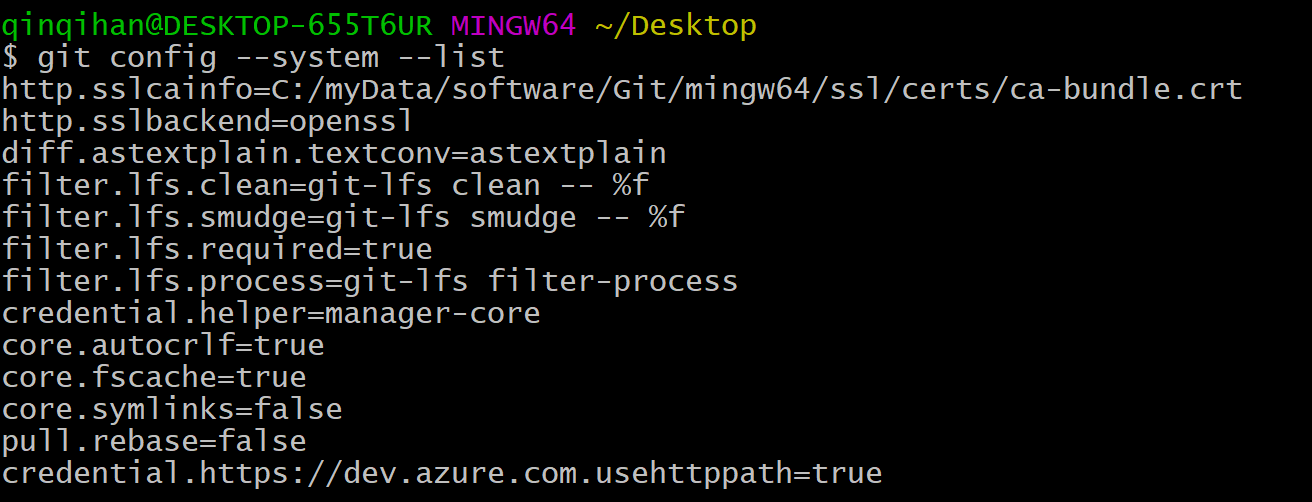 qinqihan@DESKTOP-655T6UR MINGW64 ~/Desktop
$ git config --system --list
http.sslcainfo=C:/myData/software/Git/mingw64/ssl/certs/ca-bundle.crt
http.sslbackend=openssl
diff.astextplain.textconv=astextplain
filter.lfs.clean=git-lfs clean -- %f
filter.lfs.smudge=git-lfs smudge -- %f
filter.lfs.required=true
filter.lfs.process=git-lfs filter-process
credential.helper=manager-core
core.autocrlf=true
core.fscache=true
core.symlinks=false
pull.rebase=false
credential.https://dev.azure.com.usehttppath=true